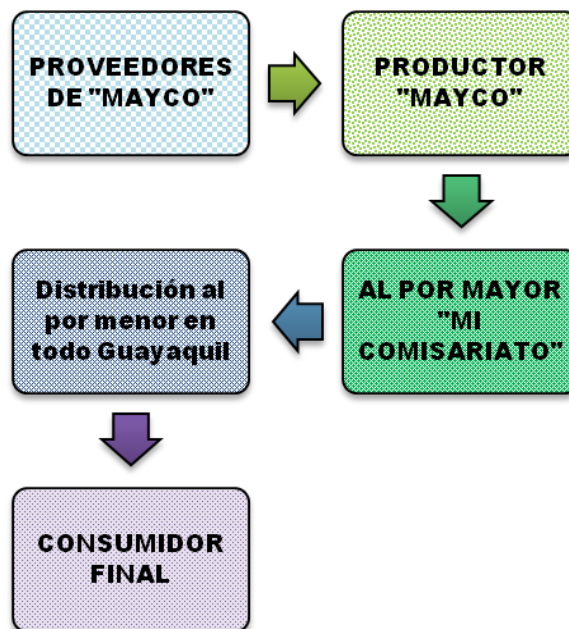 PROVEEDORES
DE "MAYCO"
PRODUCTOR
"MAYCO"
AL POR MAYOR
"MI
COMISARIATO"
Distribución al
por menor en
todo Guayaquil
CONSUMIDOR
FINAL